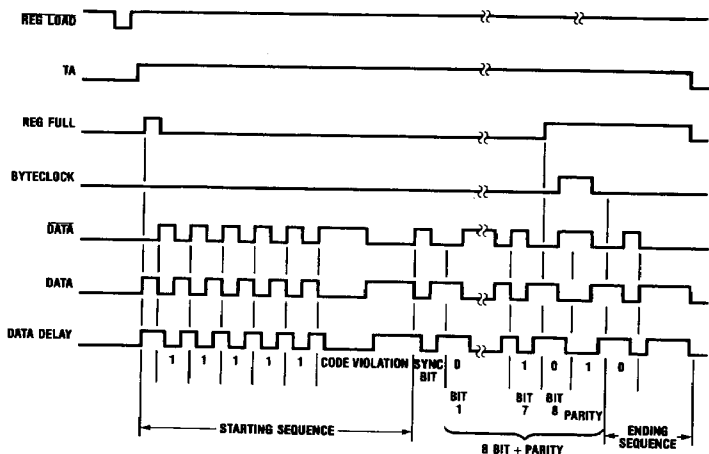 REG LOAD
TA
REG FULL
BYTECLOCK
DATA
DATA
DATA DELAY
1 1 1 1 1 CODE VIOLATION SYNC BIT 0 1 0 1 0
BIT 1 BIT 7 BIT 8 PARITY
STARTING SEQUENCE
8 BIT + PARITY
ENDING SEQUENCE